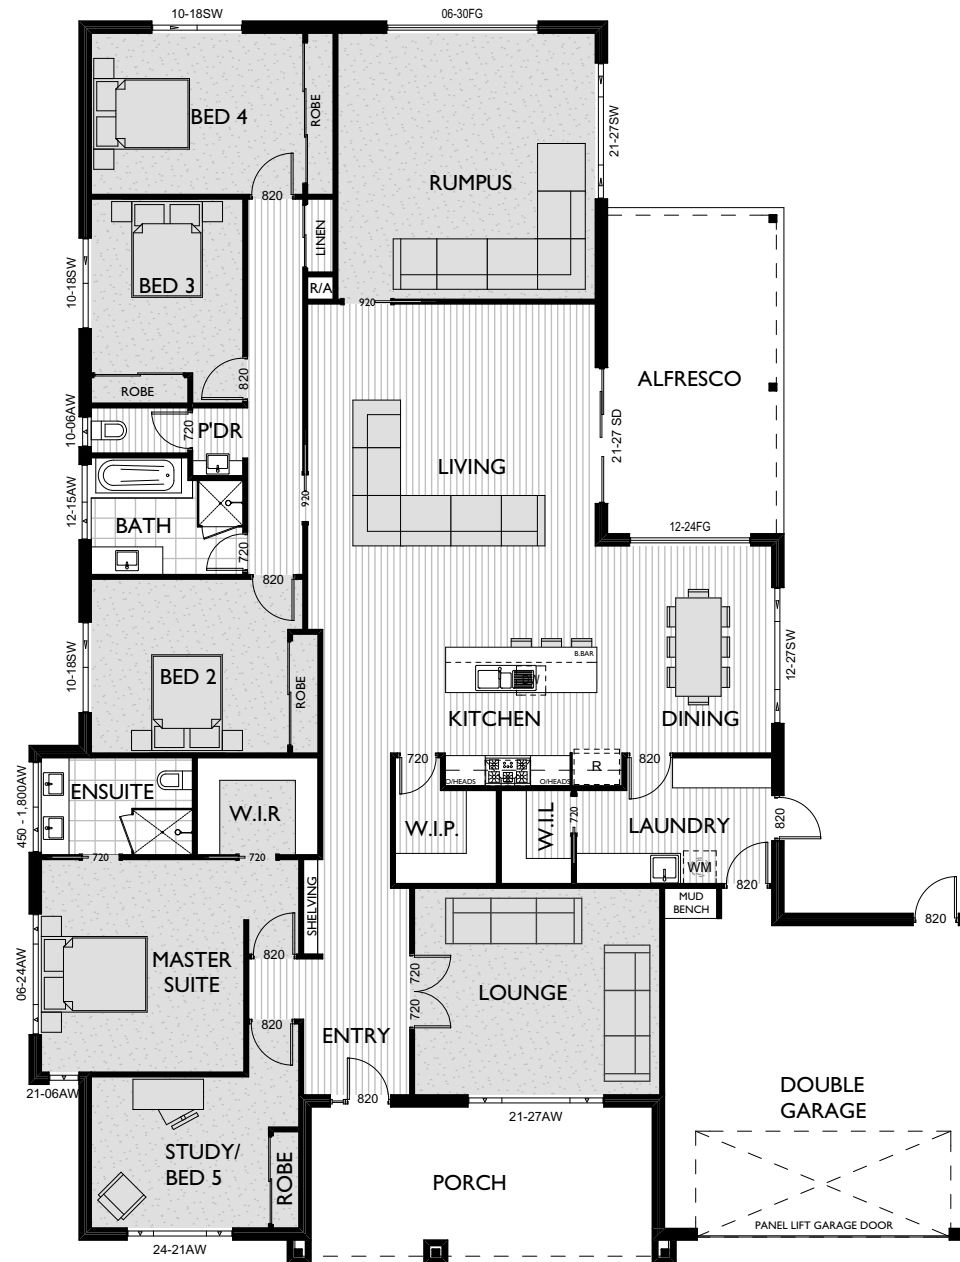 10-18SW
06-30FG
BED 4
ROBE
21-27SW
RUMPUS
820
LINEN
10-18SW
BED 3
R/A
920
820
ROBE
ALFRESCO
10-06AW
720
P'DR
21-27 SD
LIVING
12-15AW
920
BATH
720
12-24FG
820
10-18SW
BED 2
ROBE
B.BAR
12-27SW
KITCHEN
DINING
450 - 1,800AW
ENSUITE
W.I.R
720
O/HEADS
O/HEADS
R
820
W.I.P.
W.I.L
720
LAUNDRY
820
720
720
WM
820
SHELVING
MUD
BENCH
820
06-24AW
MASTER
SUITE
820
720
720
LOUNGE
820
ENTRY
21-06AW
820
21-27AW
DOUBLE
GARAGE
STUDY/
BED 5
ROBE
PORCH
PANEL LIFT GARAGE DOOR
24-21AW